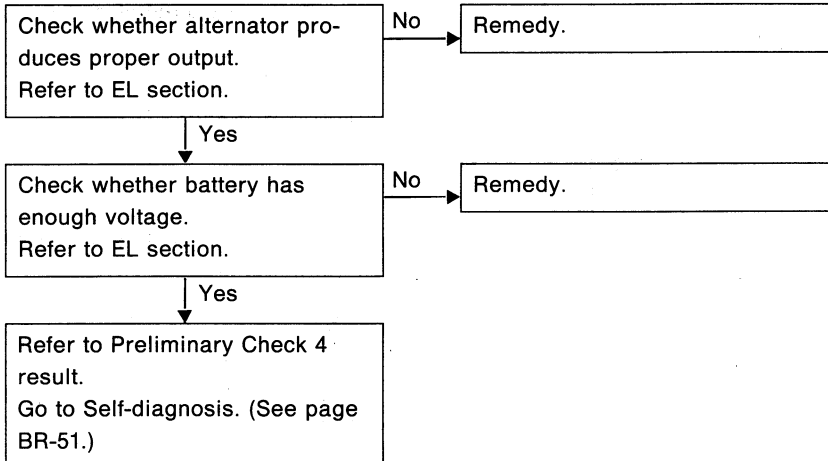 Check whether alternator pro-
duces proper output.
Refer to EL section.
No
Remedy.
Yes
Check whether battery has
enough voltage.
Refer to EL section.
No
Remedy.
Yes
Refer to Preliminary Check 4
result.
Go to Self-diagnosis. (See page
BR-51.)